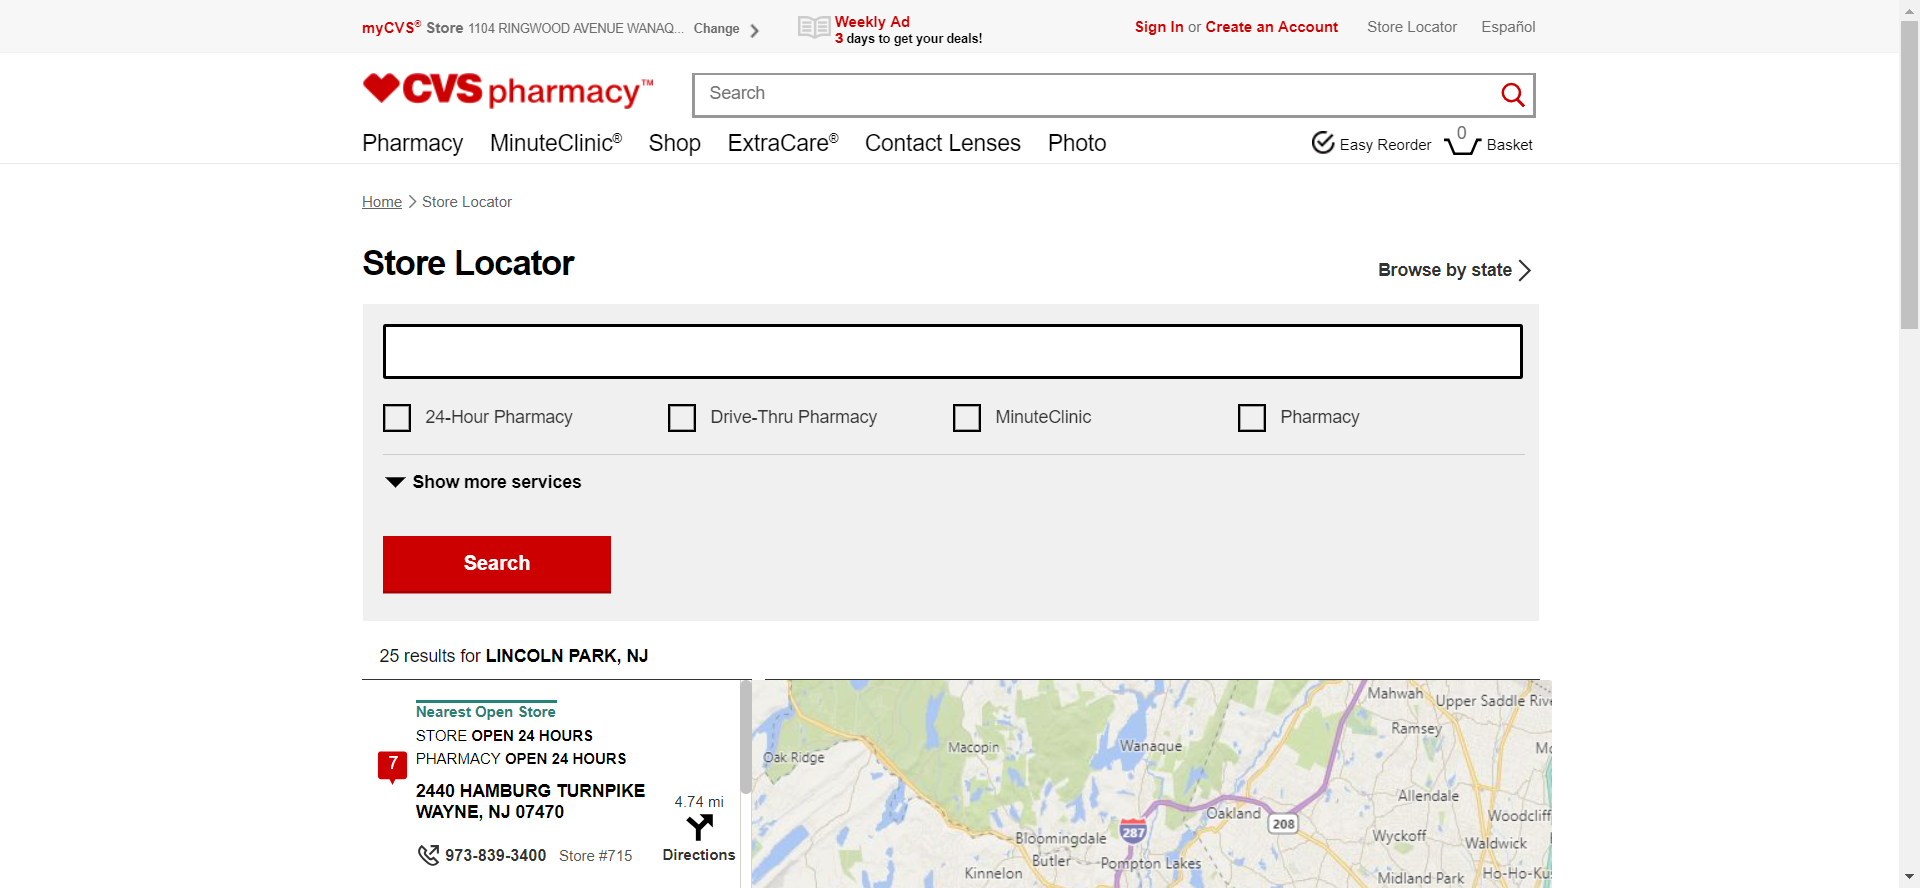 myCVS® Store 1104 RINGWOOD AVENUE WANAQ... Change
Weekly Ad
3 days to get your deals!
Sign In or Create an Account
Store Locator
Español
CVS pharmacy™
Search
Pharmacy
MinuteClinic®
Shop
ExtraCare®
Contact Lenses
Photo
Easy Reorder
0
Basket
Home
Store Locator
Store Locator
Browse by state
24-Hour Pharmacy
Drive-Thru Pharmacy
MinuteClinic
Pharmacy
Show more services
Search
25 results for LINCOLN PARK, NJ
Nearest Open Store
STORE OPEN 24 HOURS
PHARMACY OPEN 24 HOURS
7
2440 HAMBURG TURNPIKE
WAYNE, NJ 07470
4.74 mi
973-839-3400
Store #715
Directions
Mahwah
Upper Saddle Rive
Ramsey
Macopin
Wanaque
Oak Ridge
Allendale
Oakland
208
Woodcliff
287
Bloomingdale
Wyckoff
Waldwick
Butler
Pompton Lakes
Kinnelon
Midland Park
Ho-Ho-Kus